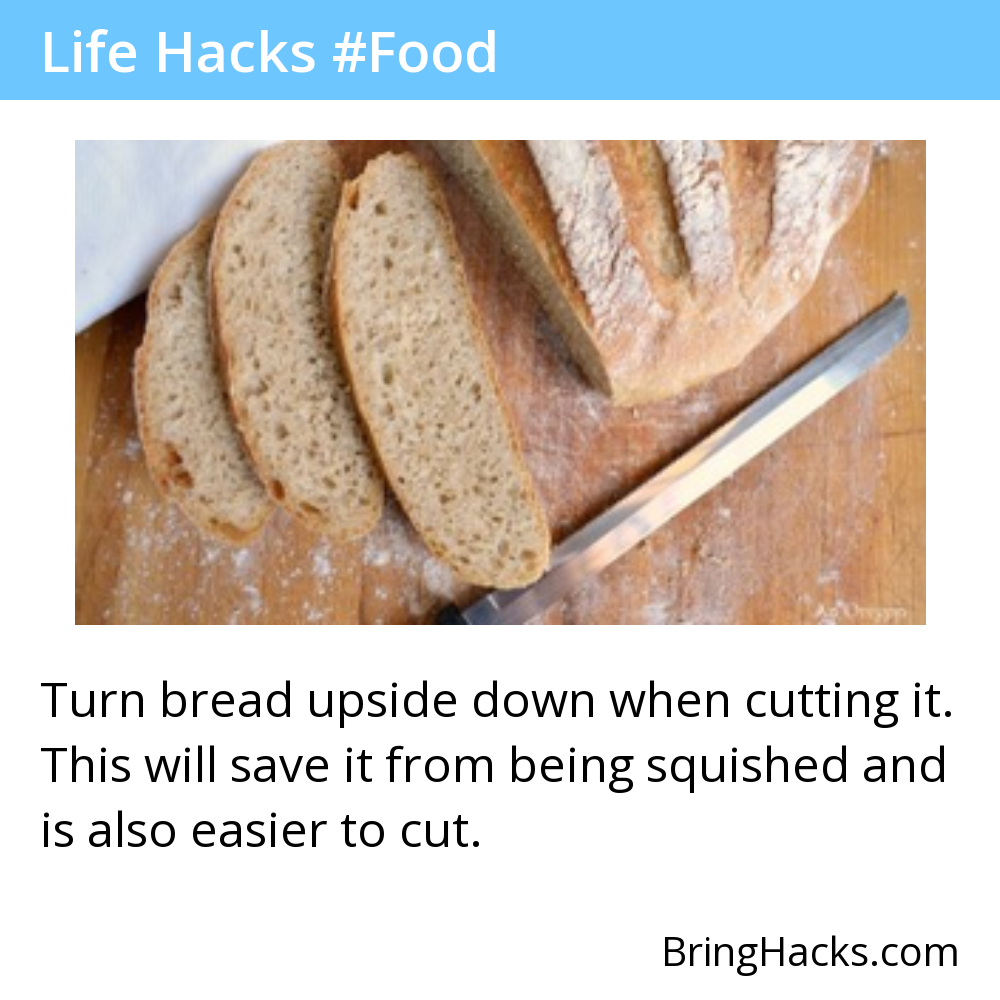 Life Hacks #Food
Turn bread upside down when cutting it.
This will save it from being squished and
is also easier to cut.
BringHacks.com